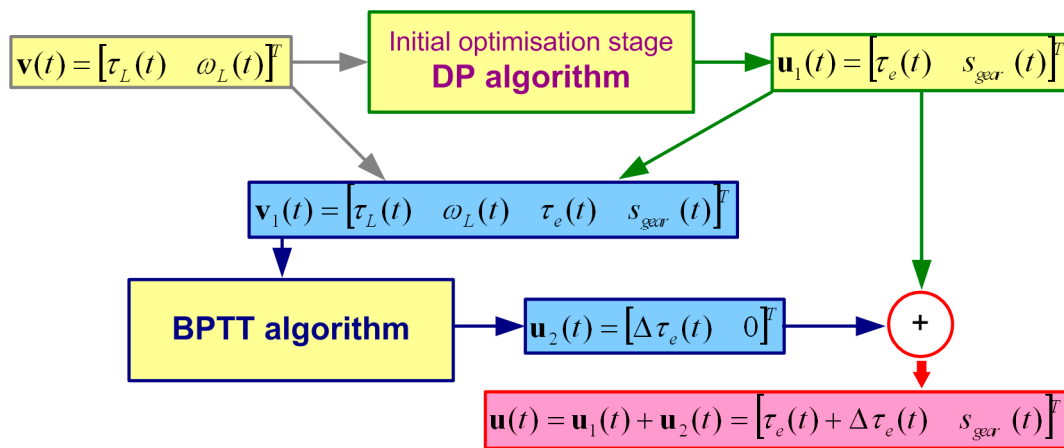 v(t) = [τ_L(t) ω_L(t)]^T
Initial optimisation stage
DP algorithm
u_1(t) = [τ_e(t) s_gear (t)]^T
v_1(t) = [τ_L(t) ω_L(t) τ_e(t) s_gear (t)]^T
BPTT algorithm
u_2(t) = [Δτ_e(t) 0]^T
+
u(t) = u_1(t) + u_2(t) = [τ_e(t) + Δτ_e(t) s_gear (t)]^T